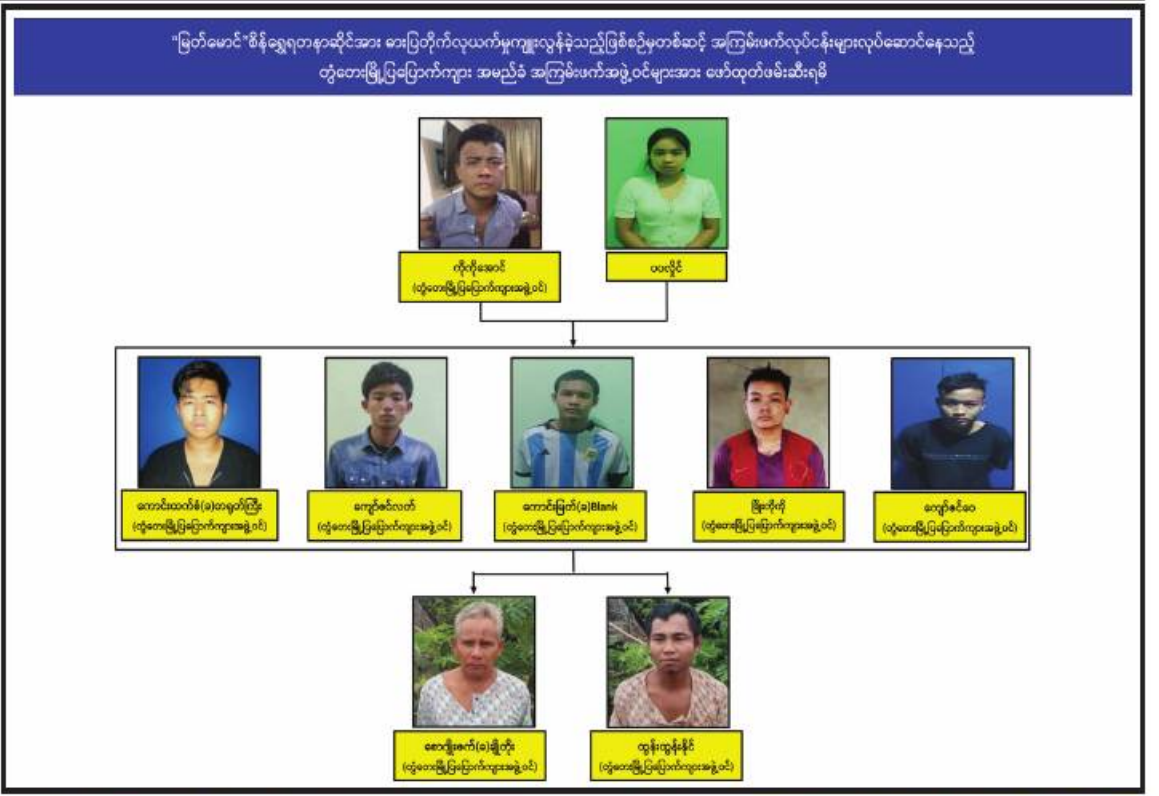 "မြတ်မောင်"စိန်ရွှေရတနာဆိုင်အား ဓားပြတိုက်လုယက်မှုကျူးလွန်ခဲ့သည့်ဖြစ်စဉ်မှတစ်ဆင့် အကြမ်းဖက်လုပ်ငန်းများလုပ်ဆောင်နေသည့်
တွံတေးမြို့ပြပြောက်ကျား အမည်ခံ အကြမ်းဖက်အဖွဲ့ဝင်များအား ဖော်ထုတ်ဖမ်းဆီးရမိ
ကိုကိုအောင်
(တွံတေးမြို့ပြပြောက်ကျားအဖွဲ့ဝင်)
ပပလှိုင်
ကောင်းထက်စံ(ခ)တရုတ်ကြီး
(တွံတေးမြို့ပြပြောက်ကျားအဖွဲ့ဝင်)
ကျော်ဇင်လတ်
(တွံတေးမြို့ပြပြောက်ကျားအဖွဲ့ဝင်)
ကောင်းမြတ်(ခ)Blank
(တွံတေးမြို့ပြပြောက်ကျားအဖွဲ့ဝင်)
ဖြိုးကိုကို
(တွံတေးမြို့ပြပြောက်ကျားအဖွဲ့ဝင်)
ကျော်ဇင်ဝေ
(တွံတေးမြို့ပြပြောက်ကျားအဖွဲ့ဝင်)
စောဂျိုးဇက်(ခ)ချိုတိုး
(တွံတေးမြို့ပြပြောက်ကျားအဖွဲ့ဝင်)
ထွန်းထွန်းနိုင်
(တွံတေးမြို့ပြပြောက်ကျားအဖွဲ့ဝင်)